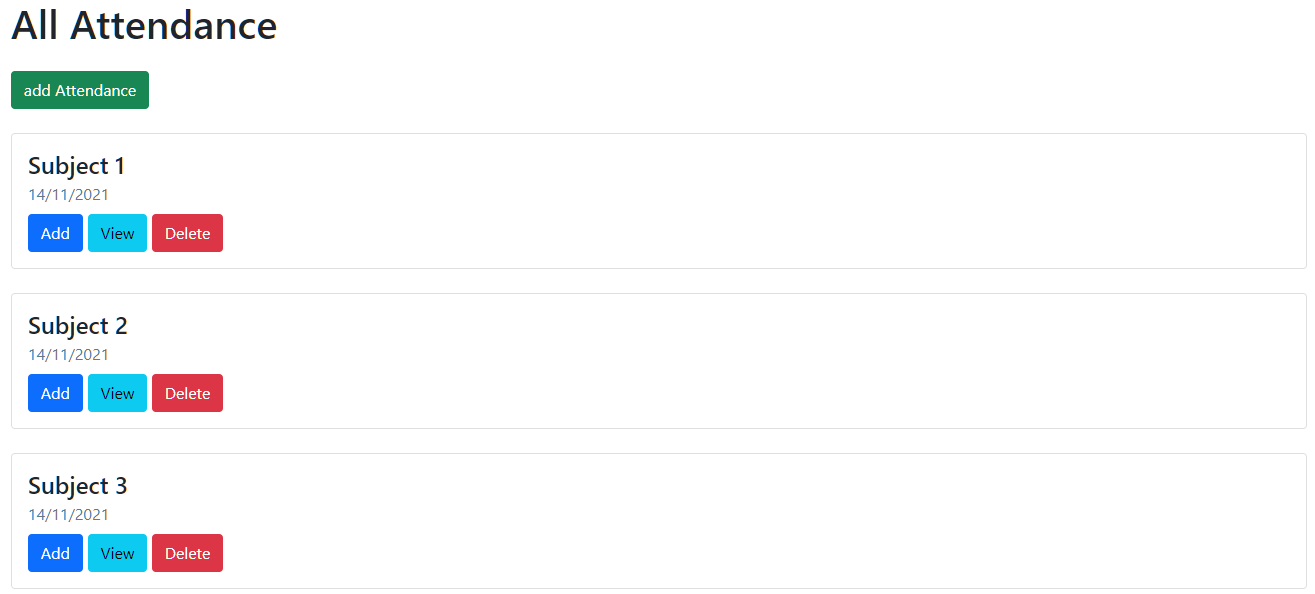 All Attendance
add Attendance
Subject 1
14/11/2021
Add View Delete
Subject 2
14/11/2021
Add View Delete
Subject 3
14/11/2021
Add View Delete